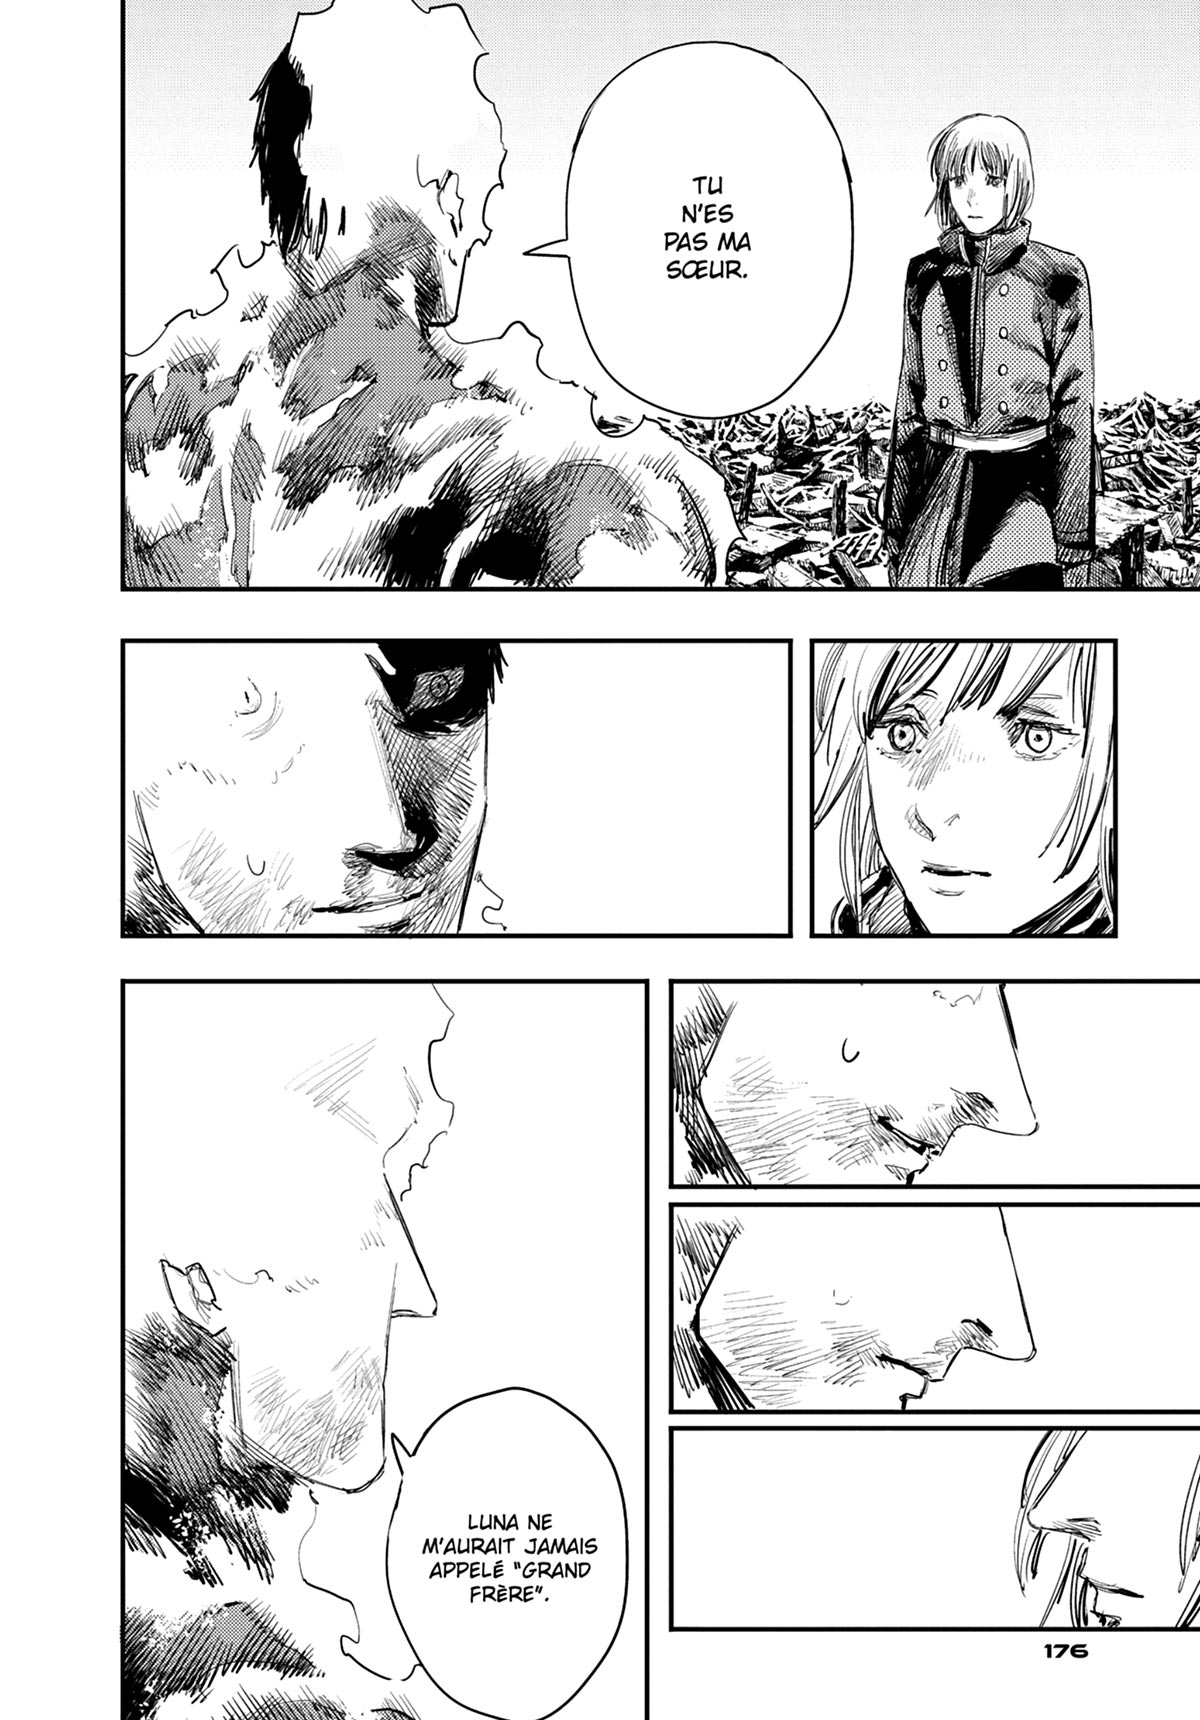 TU
N'ES
PAS MA
SŒUR.
LUNA NE
M'AURAIT JAMAIS
APPELÉ "GRAND
FRÈRE".
176